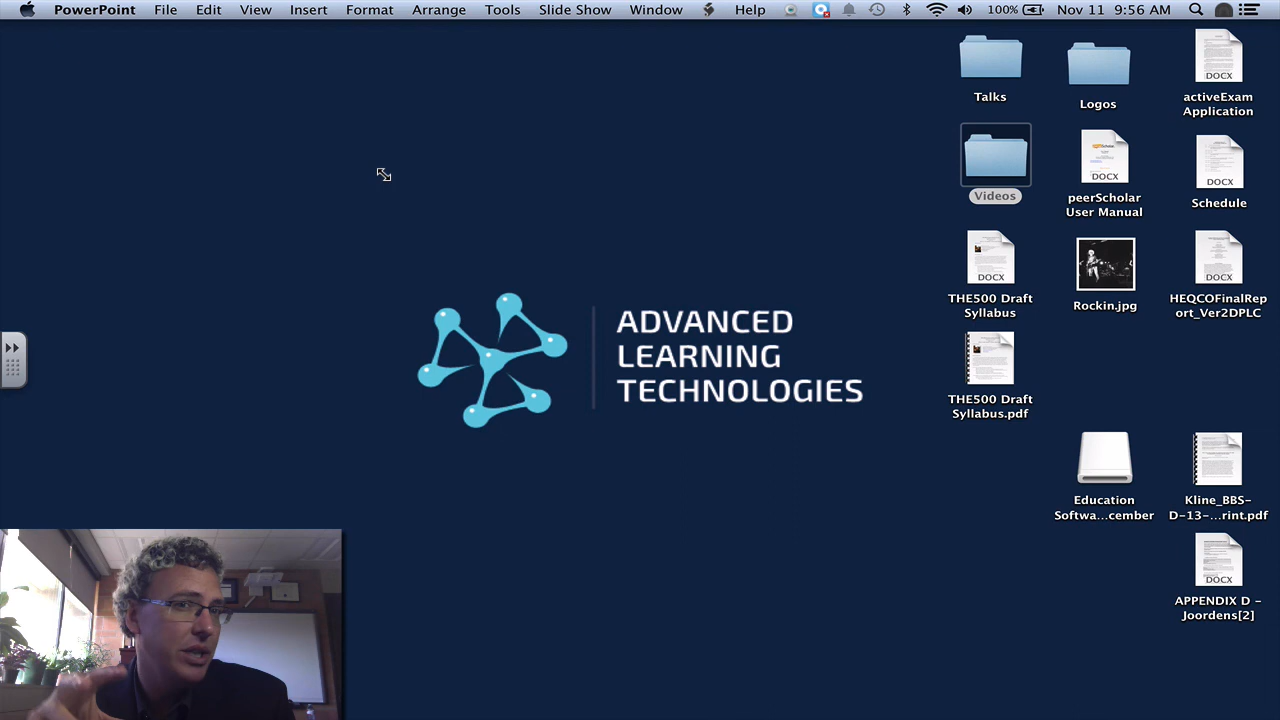 PowerPoint File Edit View Insert Format Arrange Tools Slide Show Window Help 100% Nov 11 9:56 AM
Talks
Logos
DOCX
activeExam
Application
Videos
DOCX
peerScholar
User Manual
DOCX
Schedule
DOCX
THE500 Draft
Syllabus
Rockin.jpg
DOCX
HEQCOFinalRep
ort_Ver2DPLC
ADVANCED
LEARNING
TECHNOLOGIES
THE500 Draft
Syllabus.pdf
Education
Softwa...cember
Kline_BBS-
D-13-...rint.pdf
DOCX
APPENDIX D -
Joordens[2]